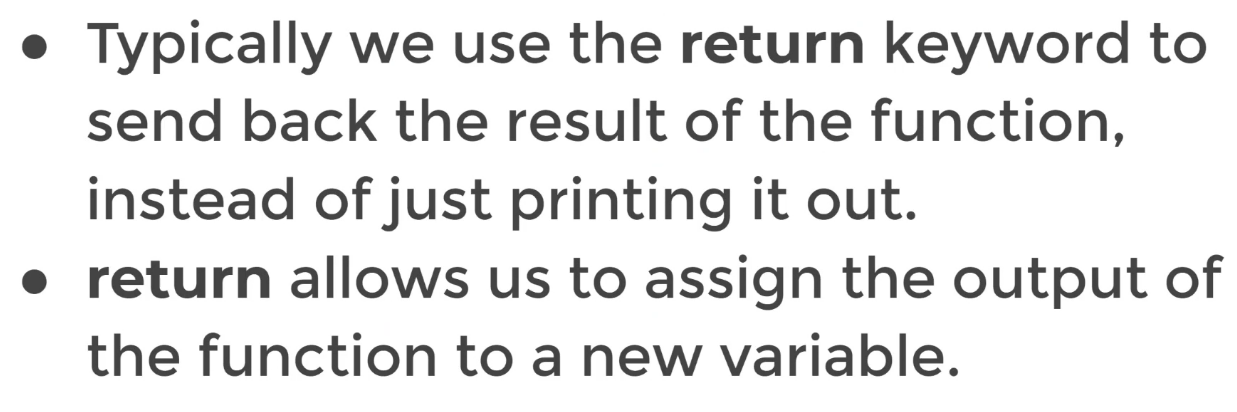 ● Typically we use the return keyword to
send back the result of the function,
instead of just printing it out.
● return allows us to assign the output of
the function to a new variable.